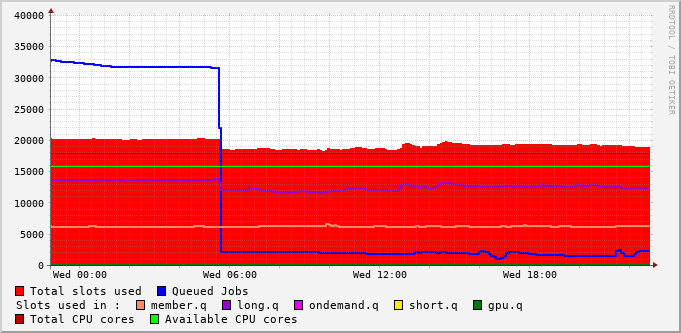 40000
35000
30000
25000
20000
15000
10000
5000
0
Wed 00:00 Wed 06:00 Wed 12:00 Wed 18:00
RRDTOOL / TOBI OETIKER
Total slots used Queued Jobs
Slots used in : member.q long.q ondemand.q short.q gpu.q
Total CPU cores Available CPU cores